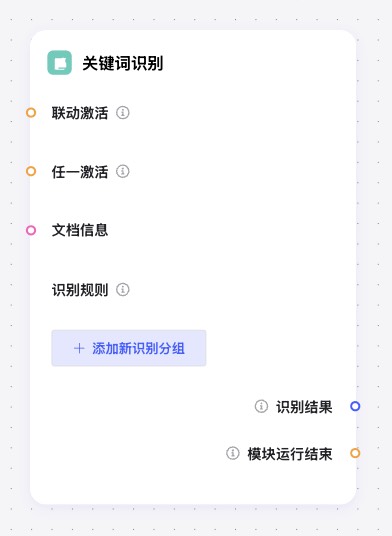 关键词识别
联动激活
任一激活
文档信息
识别规则
+ 添加新识别分组
识别结果
模块运行结束